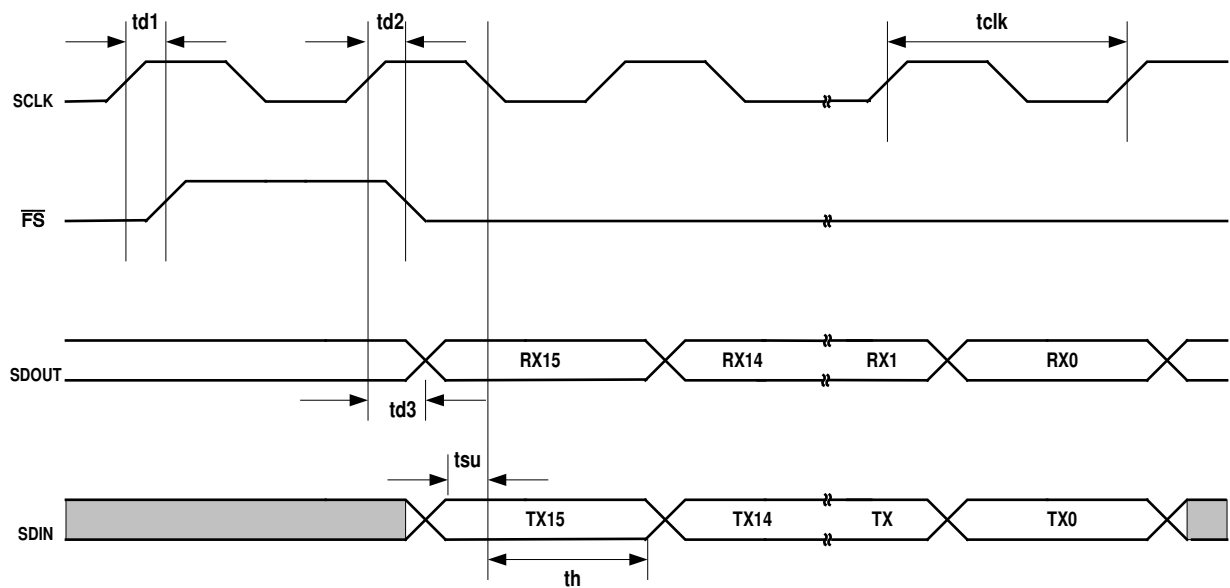 td1
td2
tclk
SCLK
FS
SDOUT
RX15
RX14
RX1
RX0
td3
tsu
SDIN
TX15
TX14
TX
TX0
th